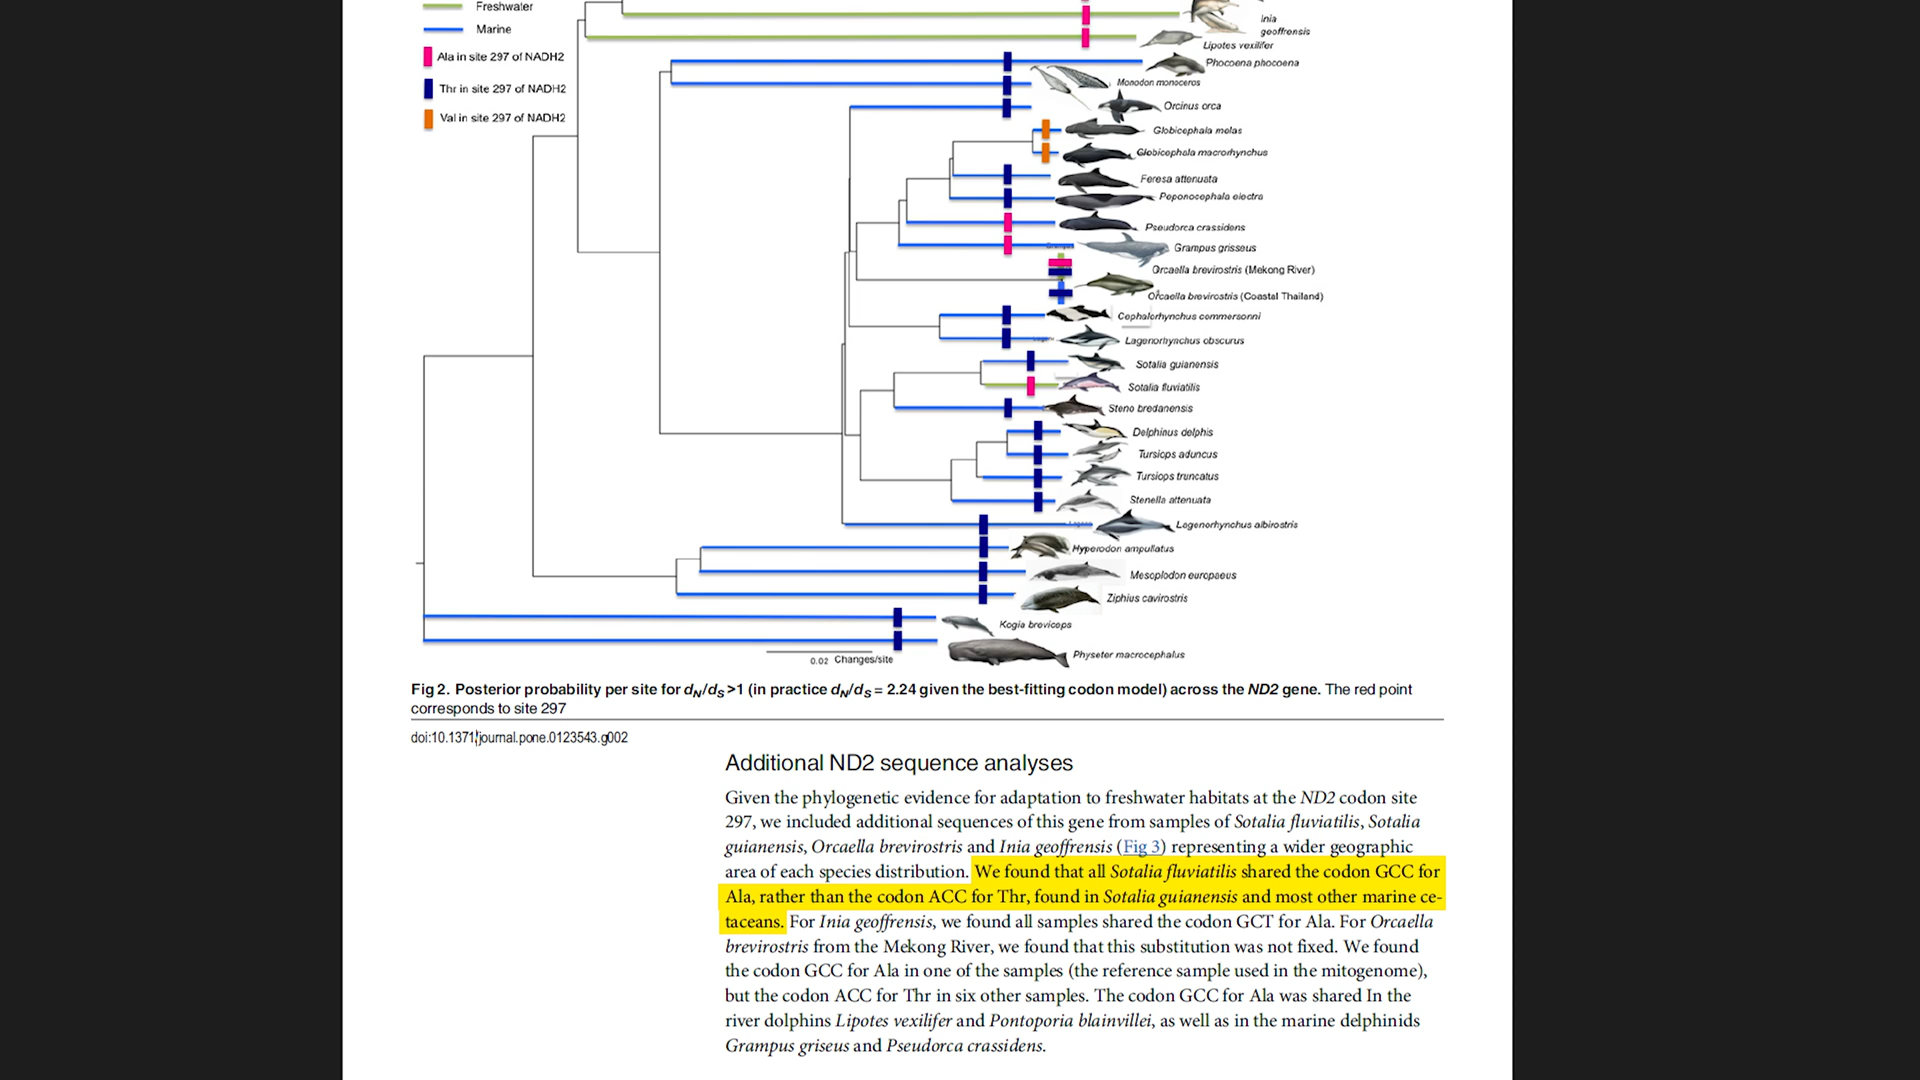 Freshwater
Marine
Ala in site 297 of NADH2
Thr in site 297 of NADH2
Val in site 297 of NADH2
Inia
geoffrensis
Lipotes vexillifer
Phocoena phocoena
Monodon monoceros
Orcinus orca
Globicephala melas
Globicephala macrorhynchus
Feresa attenuata
Peponocephala electra
Pseudorca crassidens
Grampus griseus
Orcaella brevirostris (Mekong River)
Orcaella brevirostris (Coastal Thailand)
Cephalorhynchus commersonni
Lagenorhynchus obscurus
Sotalia guianensis
Sotalia fluviatilis
Steno bredanensis
Delphinus delphis
Tursiops aduncus
Tursiops truncatus
Stenella attenuata
Lagenorhynchus albirostris
Hyperodon ampullatus
Mesoplodon europaeus
Ziphius cavirostris
Kogia breviceps
Physeter macrocephalus
0.02 Changes/site
Fig 2. Posterior probability per site for dN/dS >1 (in practice dN/dS = 2.24 given the best-fitting codon model) across the ND2 gene. The red point
corresponds to site 297
doi:10.1371/journal.pone.0123543.g002
Additional ND2 sequence analyses
Given the phylogenetic evidence for adaptation to freshwater habitats at the ND2 codon site
297, we included additional sequences of this gene from samples of Sotalia fluviatilis, Sotalia
guianensis, Orcaella brevirostris and Inia geoffrensis (Fig 3) representing a wider geographic
area of each species distribution. We found that all Sotalia fluviatilis shared the codon GCC for
Ala, rather than the codon ACC for Thr, found in Sotalia guianensis and most other marine ce-
taceans. For Inia geoffrensis, we found all samples shared the codon GCT for Ala. For Orcaella
brevirostris from the Mekong River, we found that this substitution was not fixed. We found
the codon GCC for Ala in one of the samples (the reference sample used in the mitogenome),
but the codon ACC for Thr in six other samples. The codon GCC for Ala was shared In the
river dolphins Lipotes vexilifer and Pontoporia blainvillei, as well as in the marine delphinids
Grampus griseus and Pseudorca crassidens.